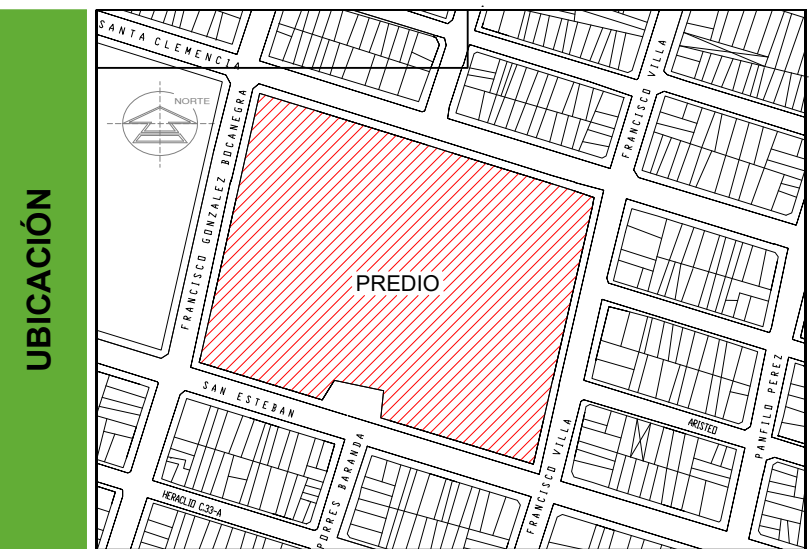 UBICACIÓN
SANTA CLEMENCIA
NORTE
FRANCISCO GONZALEZ BOCANEGRA
FRANCISCO VILLA
PREDIO
SAN ESTEBAN
PORRES BARANDA
HERACLIO C33-A
FRANCISCO VILLA
ARISTEO
PANFILO PEREZ